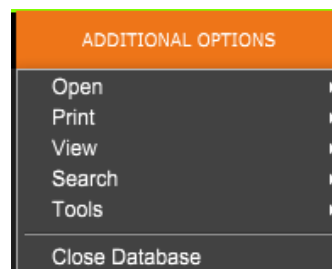 ADDITIONAL OPTIONS
Open
Print
View
Search
Tools
Close Database